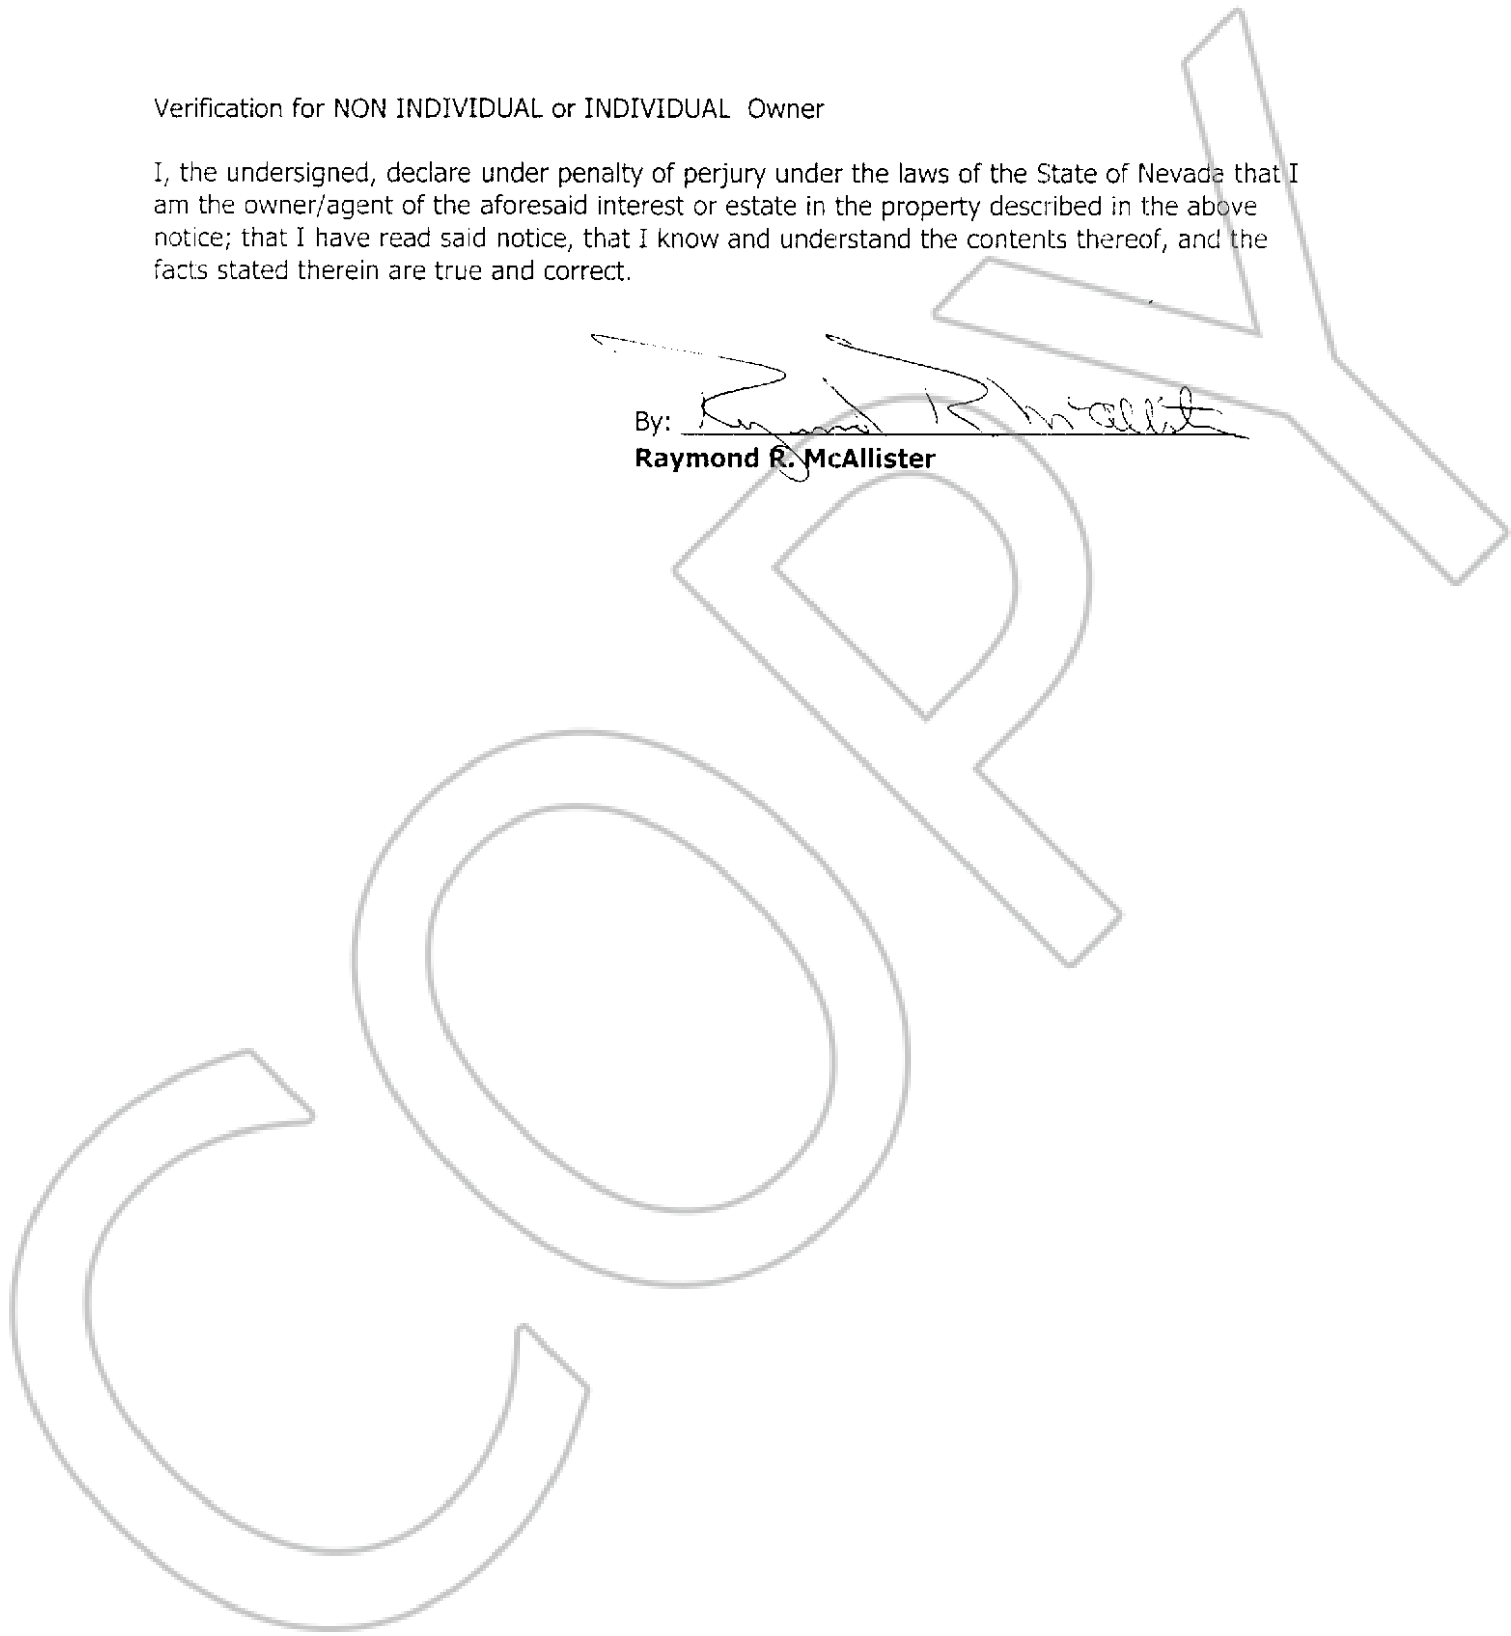 Verification for NON INDIVIDUAL or INDIVIDUAL Owner
I, the undersigned, declare under penalty of perjury under the laws of the State of Nevada that I
am the owner/agent of the aforesaid interest or estate in the property described in the above
notice; that I have read said notice, that I know and understand the contents thereof, and the
facts stated therein are true and correct.
By: Raymond R McAllister
Raymond R. McAllister
COPY